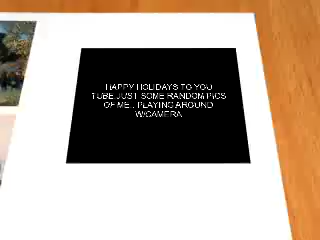 HAPPY HOLIDAYS TO YOU
TUBE JUST SOME RANDOM PICS
OF ME . PLAYING AROUND
W/CAMERA